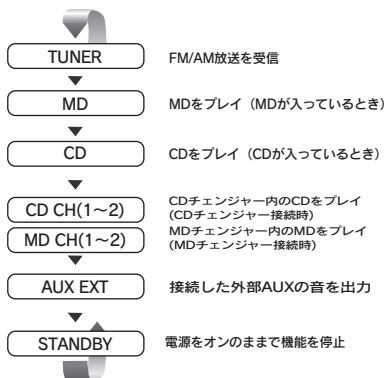 TUNER FM/AM放送を受信
MD MDをプレイ（MDが入っているとき）
CD CDをプレイ（CDが入っているとき）
CD CH(1〜2) CDチェンジャー内のCDをプレイ
(CDチェンジャー接続時)
MD CH(1〜2) MDチェンジャー内のMDをプレイ
(MDチェンジャー接続時)
AUX EXT 接続した外部AUXの音を出力
STANDBY 電源をオンのままで機能を停止